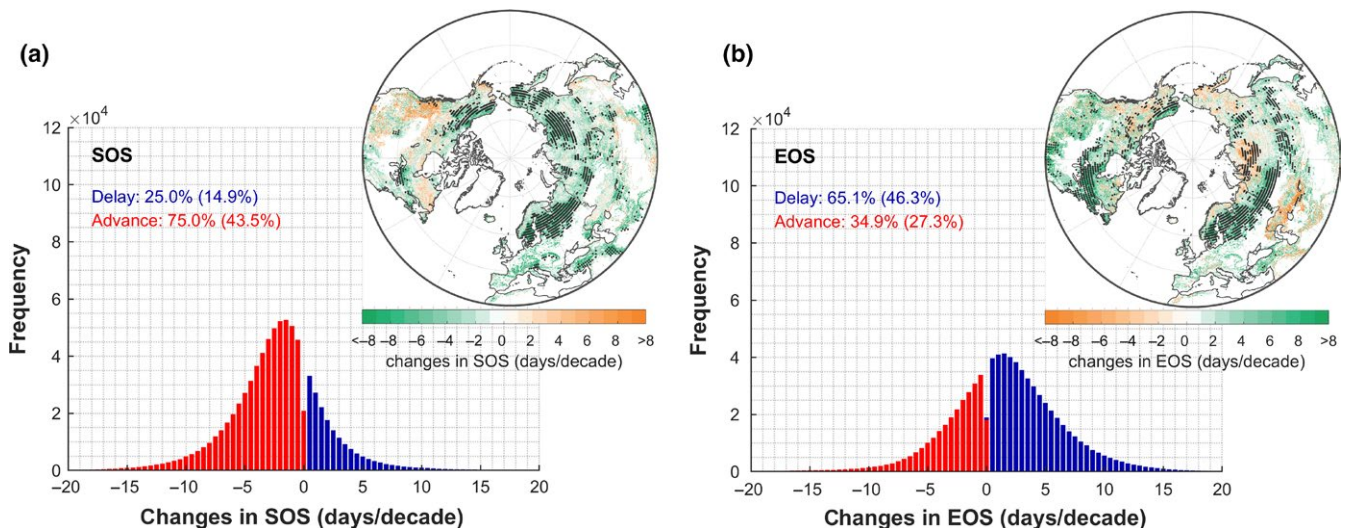 (a)
×10⁴
12
10
8
6
4
2
0
Frequency
SOS
Delay: 25.0% (14.9%)
Advance: 75.0% (43.5%)
<−8 −8 −6 −4 −2 0 2 4 6 8 >8
changes in SOS (days/decade)
−20 −15 −10 −5 0 5 10 15 20
Changes in SOS (days/decade)
(b)
×10⁴
12
10
8
6
4
2
0
Frequency
EOS
Delay: 65.1% (46.3%)
Advance: 34.9% (27.3%)
<−8 −8 −6 −4 −2 0 2 4 6 8 >8
changes in EOS (days/decade)
−20 −15 −10 −5 0 5 10 15 20
Changes in EOS (days/decade)